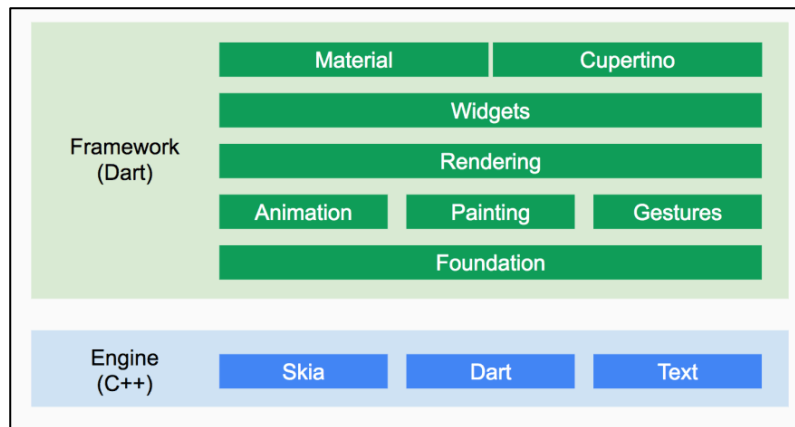 Framework
(Dart)
Material
Cupertino
Widgets
Rendering
Animation
Painting
Gestures
Foundation
Engine
(C++)
Skia
Dart
Text